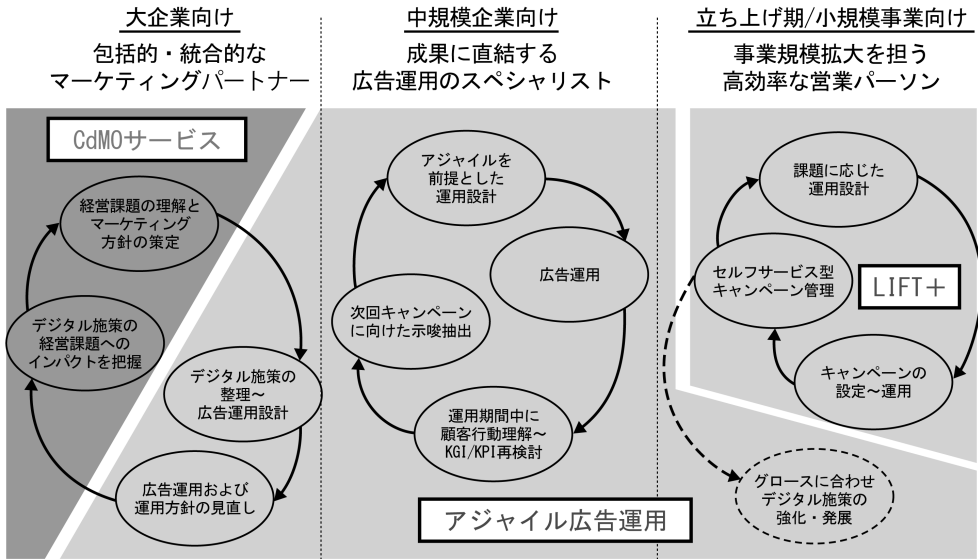 大企業向け
包括的・統合的な
マーケティングパートナー
中規模企業向け
成果に直結する
広告運用のスペシャリスト
立ち上げ期/小規模事業向け
事業規模拡大を担う
高効率な営業パーソン
CdMOサービス
経営課題の理解と
マーケティング
方針の策定
デジタル施策の
経営課題への
インパクトを把握
デジタル施策の
整理～
広告運用設計
広告運用および
運用方針の見直し
アジャイルを
前提とした
運用設計
広告運用
次回キャンペーン
に向けた示唆抽出
運用期間中に
顧客行動理解～
KGI/KPI再検討
アジャイル広告運用
課題に応じた
運用設計
セルフサービス型
キャンペーン管理
LIFT＋
キャンペーンの
設定～運用
グロースに合わせ
デジタル施策の
強化・発展